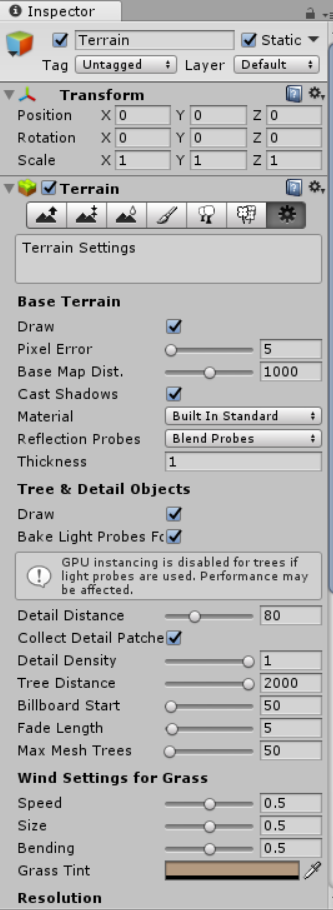 Inspector
Terrain Static
Tag Untagged Layer Default
Transform
Position X 0 Y 0 Z 0
Rotation X 0 Y 0 Z 0
Scale X 1 Y 1 Z 1
Terrain
Terrain Settings
Base Terrain
Draw
Pixel Error 5
Base Map Dist. 1000
Cast Shadows
Material Built In Standard
Reflection Probes Blend Probes
Thickness 1
Tree & Detail Objects
Draw
Bake Light Probes Fo
GPU instancing is disabled for trees if
light probes are used. Performance may
be affected.
Detail Distance 80
Collect Detail Patche
Detail Density 1
Tree Distance 2000
Billboard Start 50
Fade Length 5
Max Mesh Trees 50
Wind Settings for Grass
Speed 0.5
Size 0.5
Bending 0.5
Grass Tint
Resolution